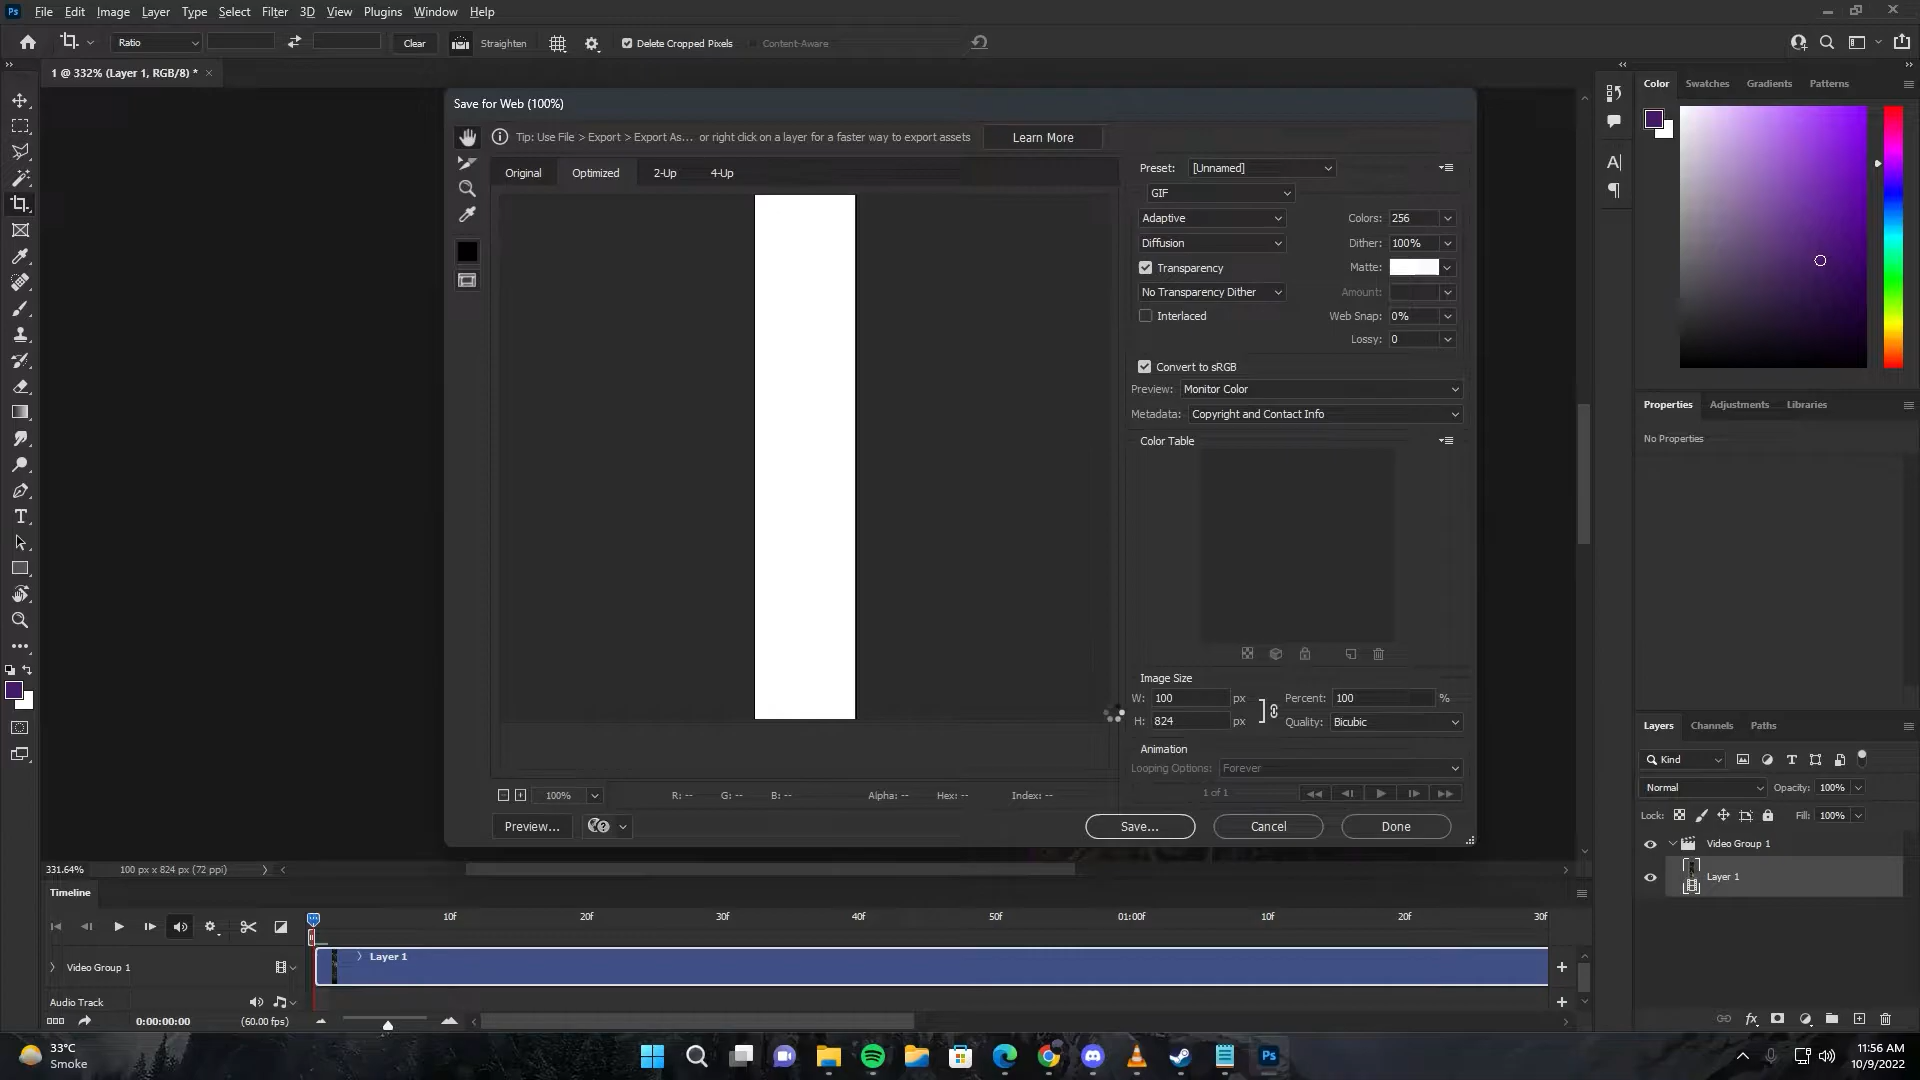 Ps File Edit Image Layer Type Select Filter 3D View Plugins Window Help
Ratio Clear Straighten Delete Cropped Pixels Content-Aware
1 @ 332% (Layer 1, RGB/8) *
Save for Web (100%)
Tip: Use File > Export > Export As... or right click on a layer for a faster way to export assets Learn More
Original Optimized 2-Up 4-Up
Preset: [Unnamed]
GIF
Adaptive Colors: 256
Diffusion Dither: 100%
Transparency Matte:
No Transparency Dither Amount:
Interlaced Web Snap: 0%
Lossy: 0
Convert to sRGB
Preview: Monitor Color
Metadata: Copyright and Contact Info
Color Table
Image Size
W: 100 px Percent: 100 %
H: 824 px Quality: Bicubic
Animation
Looping Options: Forever
1 of 1
100% R: -- G: -- B: -- Alpha: -- Hex: -- Index: --
Preview... Save... Cancel Done
Color Swatches Gradients Patterns
Properties Adjustments Libraries
No Properties
Layers Channels Paths
Kind
Normal Opacity: 100%
Lock: Fill: 100%
Video Group 1
Layer 1
331.64% 100 px x 824 px (72 ppi)
Timeline
10f 20f 30f 40f 50f 01:00f 10f 20f 30f
Video Group 1 Layer 1
Audio Track
0:00:00:00 (60.00 fps)
33°C
Smoke
Ps
11:56 AM
10/9/2022